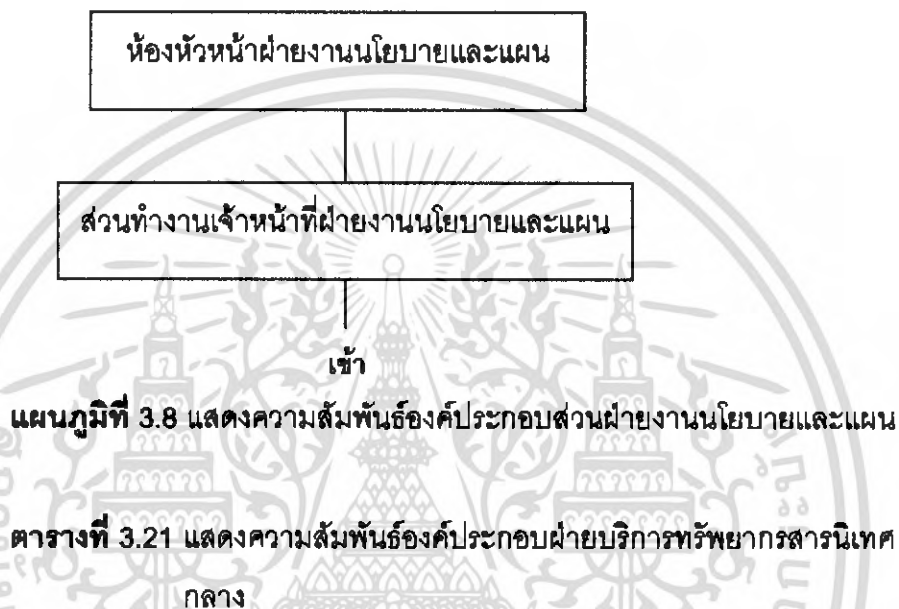 ห้องหัวหน้าฝ่ายงานนโยบายและแผน
ส่วนทำงานเจ้าหน้าที่ฝ่ายงานนโยบายและแผน
เข้า
แผนภูมิที่ 3.8 แสดงความสัมพันธ์องค์ประกอบส่วนฝ่ายงานนโยบายและแผน
ตารางที่ 3.21 แสดงความสัมพันธ์องค์ประกอบฝ่ายบริการทรัพยากรสารนิเทศ
กลาง